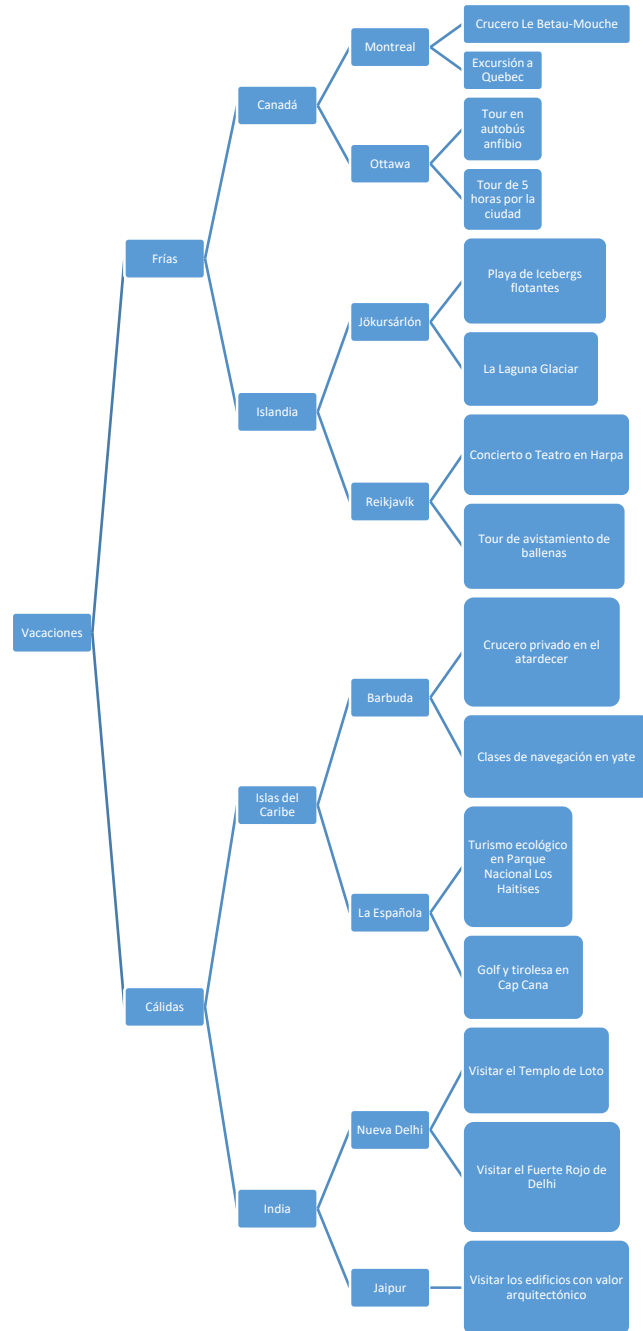 Vacaciones
Frías
Canadá
Montreal
Crucero Le Betau-Mouche
Excursión a
Quebec
Ottawa
Tour en
autobús
anfibio
Tour de 5
horas por la
ciudad
Islandia
Jökursárlón
Playa de Icebergs
flotantes
La Laguna Glaciar
Reikjavík
Concierto o Teatro en Harpa
Tour de avistamiento de
ballenas
Cálidas
Islas del
Caribe
Barbuda
Crucero privado en el
atardecer
Clases de navegación en yate
La Española
Turismo ecológico
en Parque
Nacional Los
Haitises
Golf y tirolesa en
Cap Cana
India
Nueva Delhi
Visitar el Templo de Loto
Visitar el Fuerte Rojo de
Delhi
Jaipur
Visitar los edificios con valor
arquitectónico